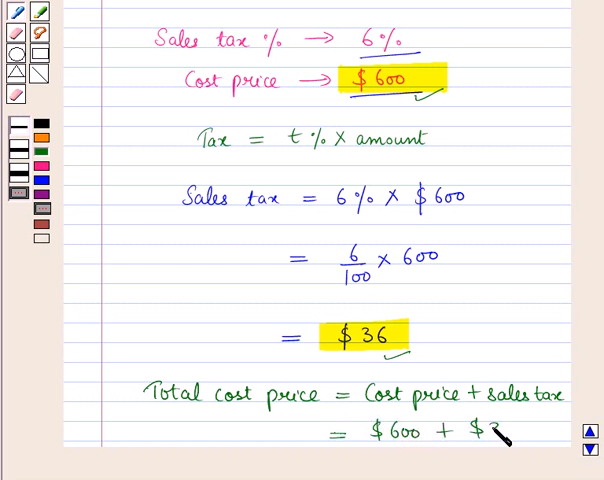 Sales tax % → 6%
Cost price → $600
Tax = t % × amount
Sales tax = 6% × $600
= 6/100 × 600
= $36
Total cost price = Cost price + sales tax
= $600 + $3